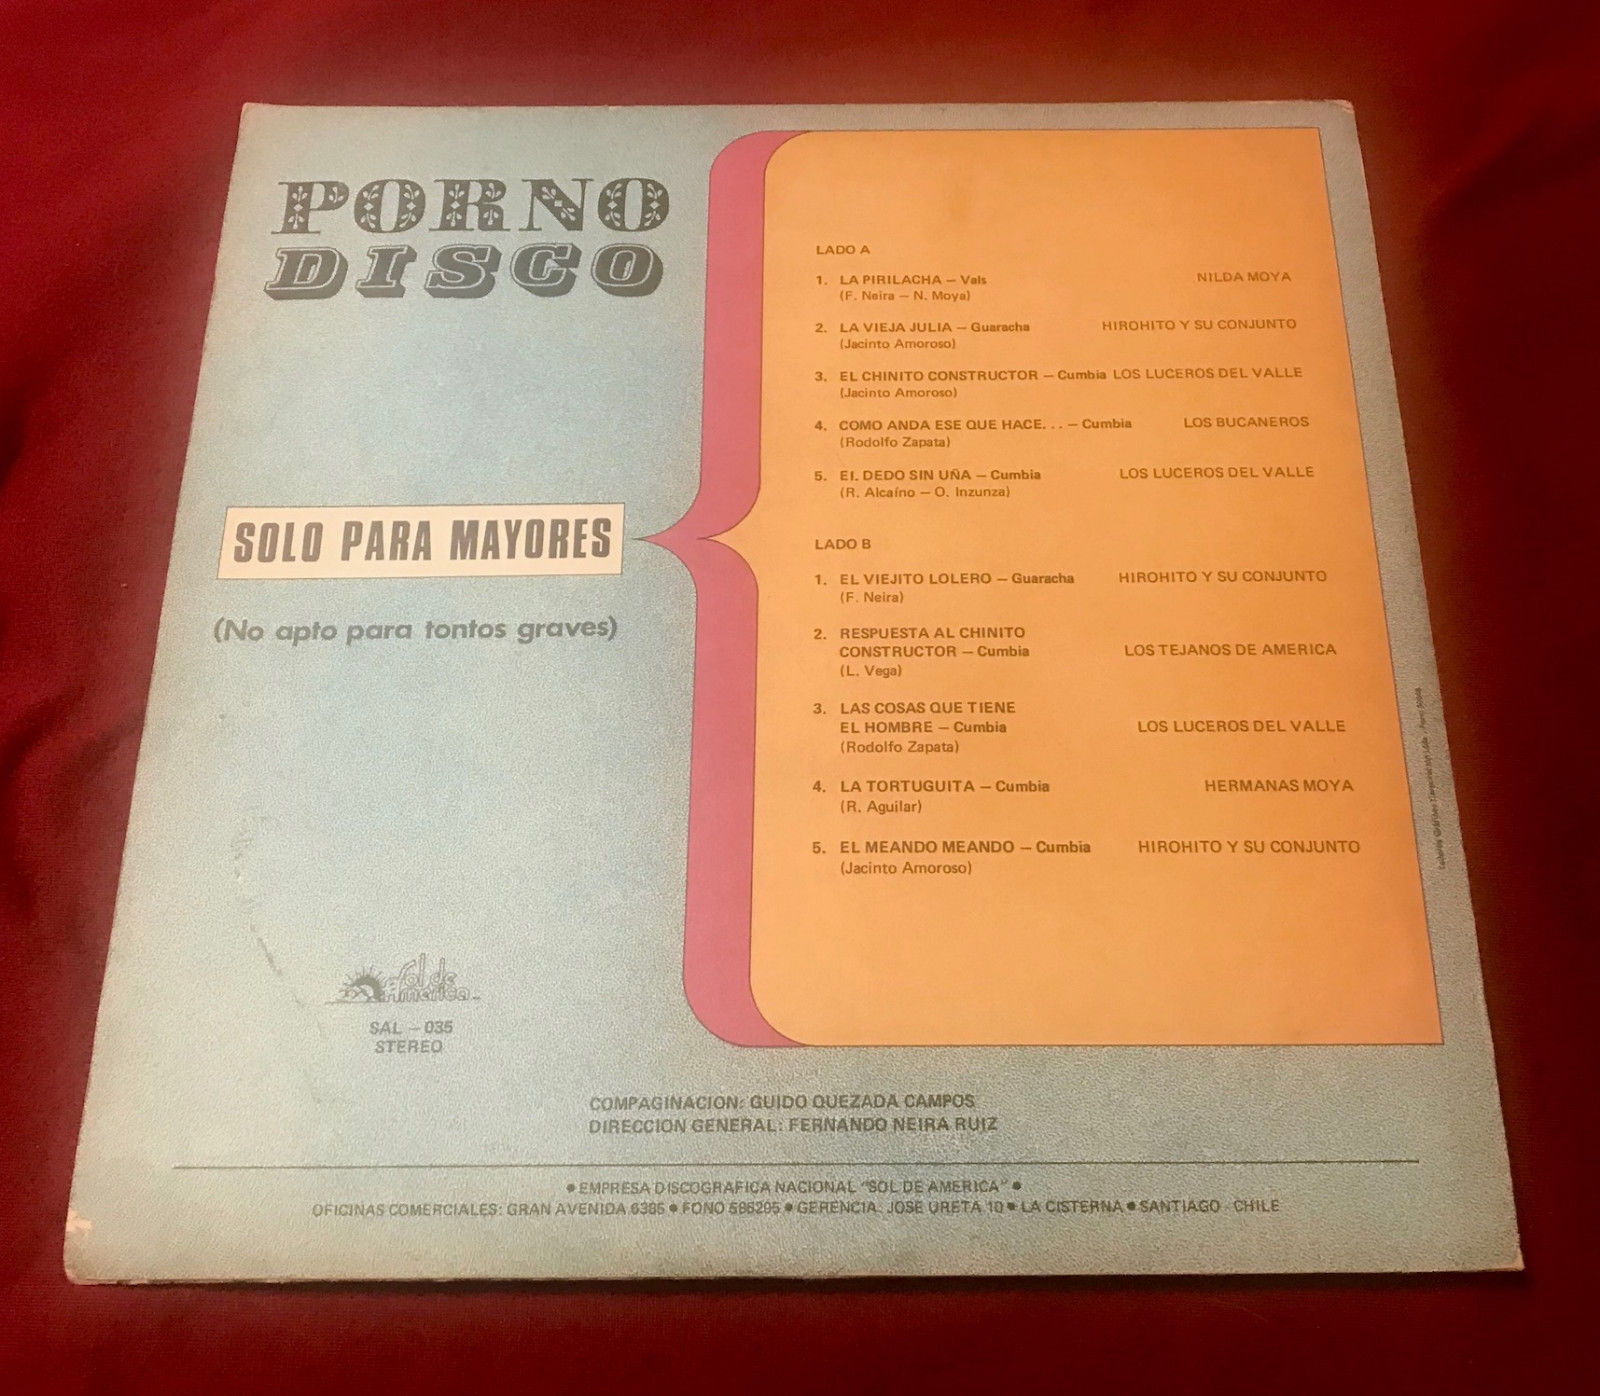 PORNO
DISCO
SOLO PARA MAYORES
(No apto para tontos graves)
LADO A
1. LA PIRILACHA — Vals NILDA MOYA
(F. Neira — N. Moya)
2. LA VIEJA JULIA — Guaracha HIROHITO Y SU CONJUNTO
(Jacinto Amoroso)
3. EL CHINITO CONSTRUCTOR — Cumbia LOS LUCEROS DEL VALLE
(Jacinto Amoroso)
4. COMO ANDA ESE QUE HACE. . . — Cumbia LOS BUCANEROS
(Rodolfo Zapata)
5. EL DEDO SIN UÑA — Cumbia LOS LUCEROS DEL VALLE
(R. Alcaíno — O. Inzunza)
LADO B
1. EL VIEJITO LOLERO — Guaracha HIROHITO Y SU CONJUNTO
(F. Neira)
2. RESPUESTA AL CHINITO
CONSTRUCTOR — Cumbia LOS TEJANOS DE AMERICA
(L. Vega)
3. LAS COSAS QUE TIENE
EL HOMBRE — Cumbia LOS LUCEROS DEL VALLE
(Rodolfo Zapata)
4. LA TORTUGUITA — Cumbia HERMANAS MOYA
(R. Aguilar)
5. EL MEANDO MEANDO — Cumbia HIROHITO Y SU CONJUNTO
(Jacinto Amoroso)
Sol de
America
SAL — 035
STEREO
COMPAGINACION: GUIDO QUEZADA CAMPOS
DIRECCION GENERAL: FERNANDO NEIRA RUIZ
● EMPRESA DISCOGRAFICA NACIONAL "SOL DE AMERICA" ●
OFICINAS COMERCIALES: GRAN AVENIDA 6385 ● FONO 586295 ● GERENCIA: JOSE URETA 10 ● LA CISTERNA ● SANTIAGO - CHILE